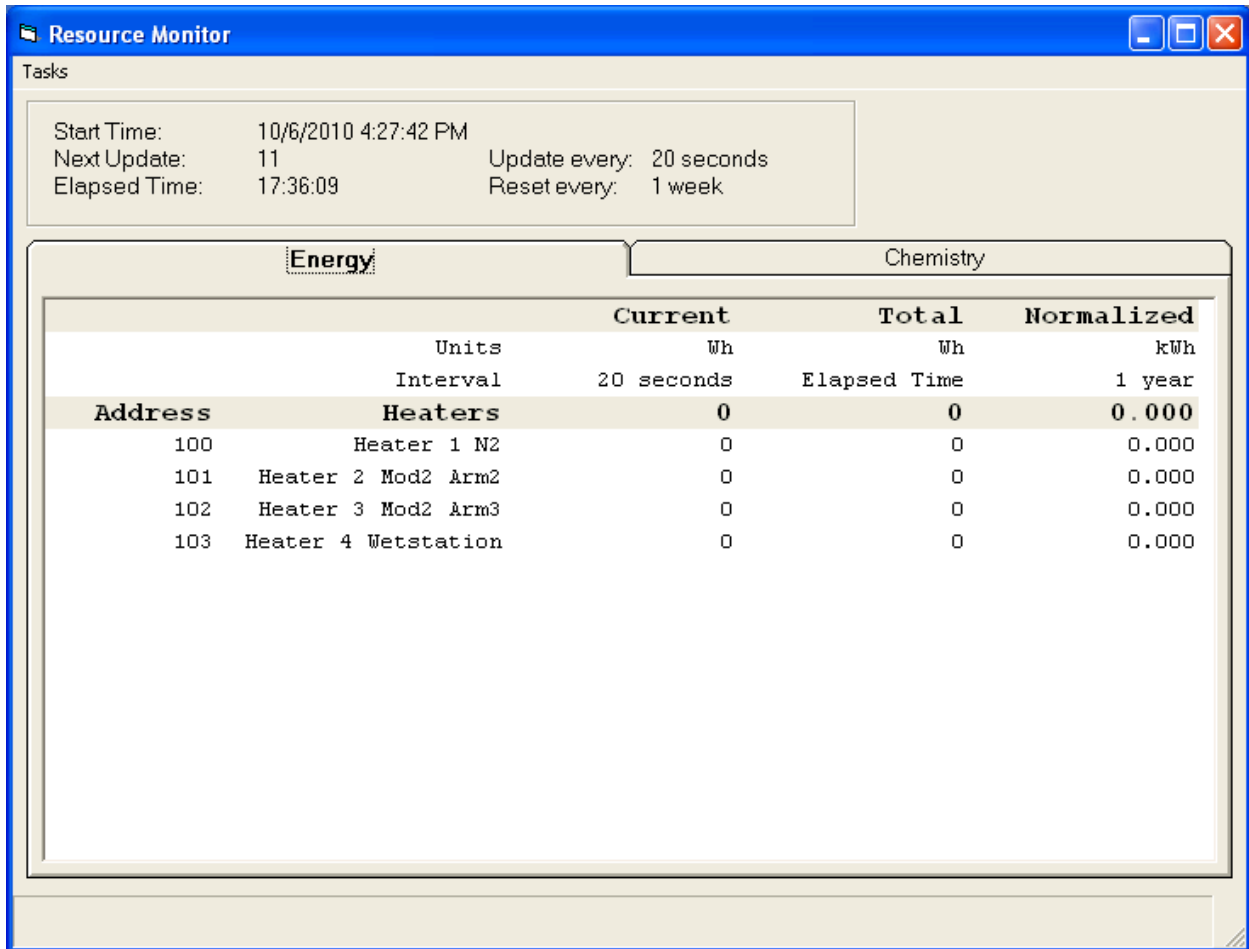 Resource Monitor
Tasks
Start Time: 10/6/2010 4:27:42 PM
Next Update: 11 Update every: 20 seconds
Elapsed Time: 17:36:09 Reset every: 1 week
Energy Chemistry
Current Total Normalized
Units Wh Wh kWh
Interval 20 seconds Elapsed Time 1 year
Address Heaters 0 0 0.000
100 Heater 1 N2 0 0 0.000
101 Heater 2 Mod2 Arm2 0 0 0.000
102 Heater 3 Mod2 Arm3 0 0 0.000
103 Heater 4 Wetstation 0 0 0.000